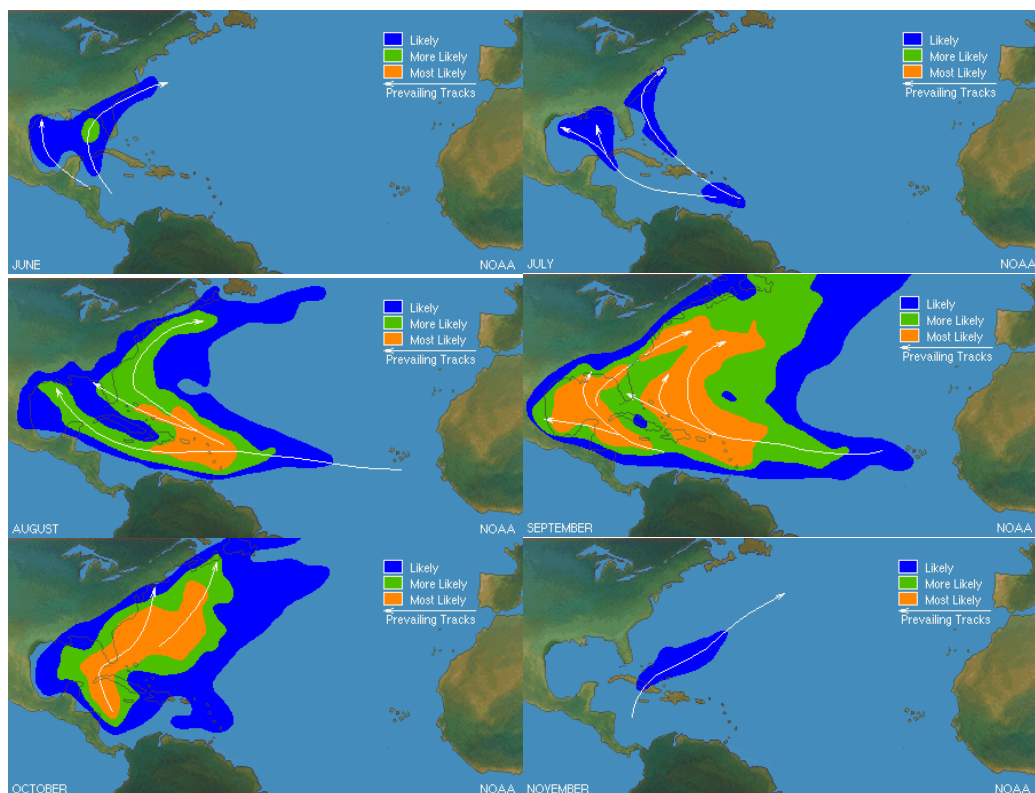 Likely
More Likely
Most Likely
Prevailing Tracks
JUNE
NOAA
Likely
More Likely
Most Likely
Prevailing Tracks
JULY
NOAA
Likely
More Likely
Most Likely
Prevailing Tracks
AUGUST
NOAA
Likely
More Likely
Most Likely
Prevailing Tracks
SEPTEMBER
NOAA
Likely
More Likely
Most Likely
Prevailing Tracks
OCTOBER
NOAA
Likely
More Likely
Most Likely
Prevailing Tracks
NOVEMBER
NOAA